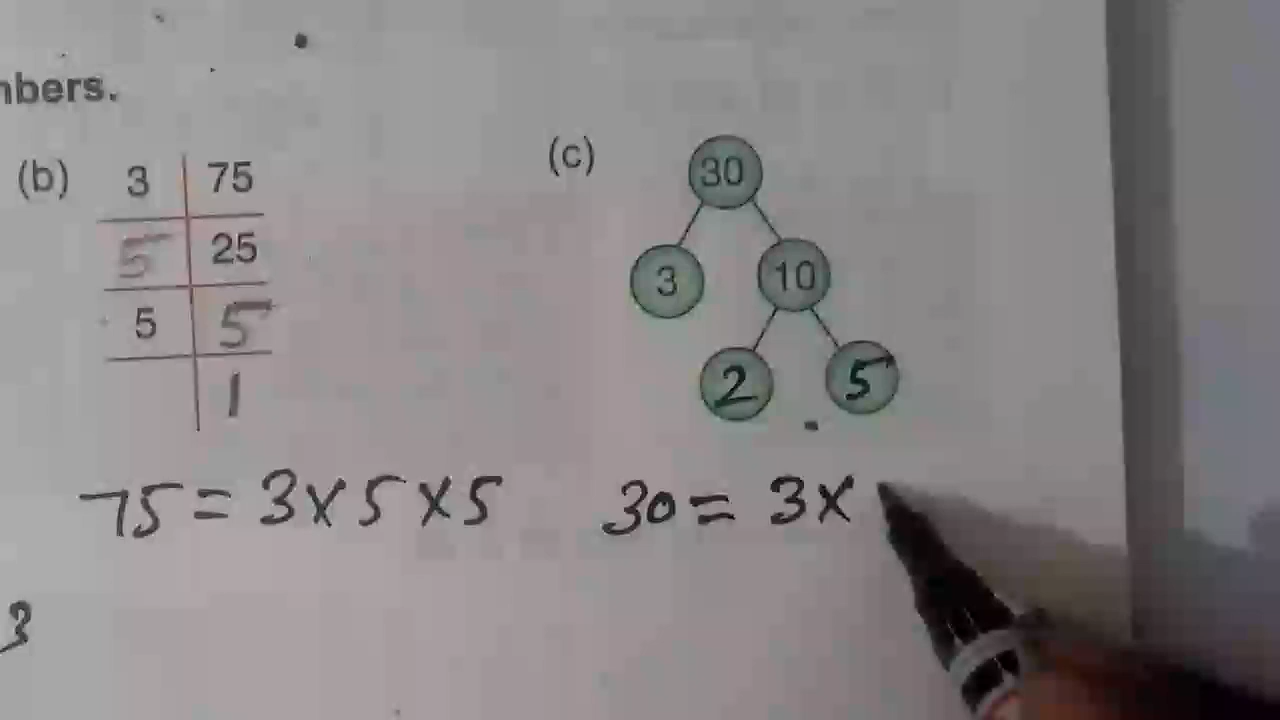 nbers.
(b) 3 75
5 25
5 5
1
75 = 3 x 5 x 5
(c) 30
3 10
2 5
30 = 3 x
3